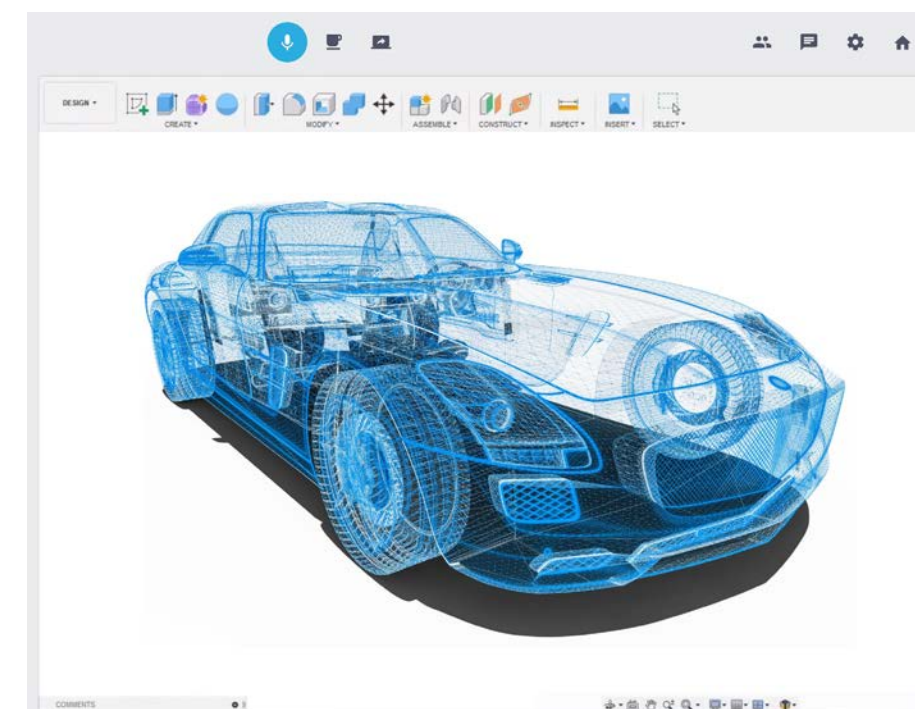 DESIGN
CREATE MODIFY ASSEMBLE CONSTRUCT INSPECT INSERT SELECT
COMMENTS